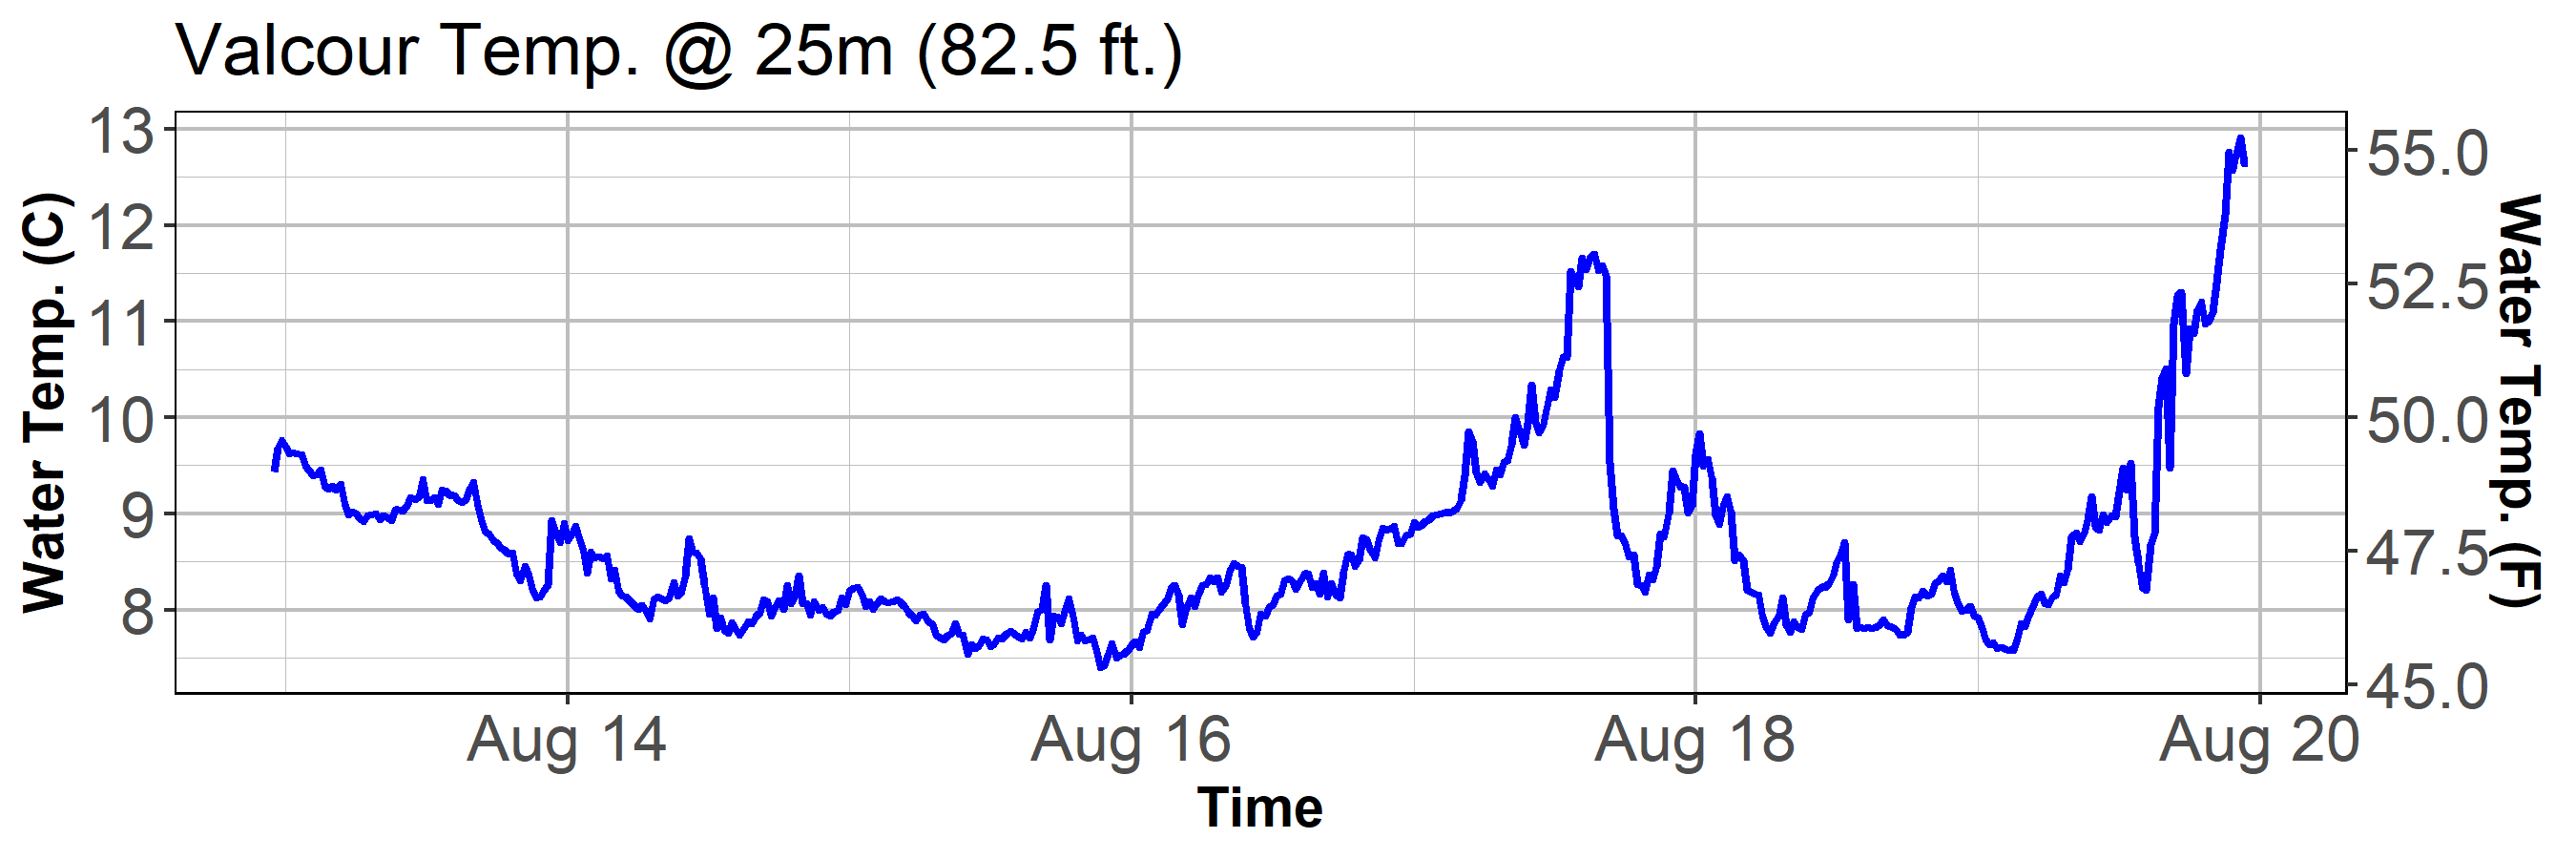 Valcour Temp. @ 25m (82.5 ft.)
Water Temp. (C)
13
12
11
10
9
8
55.0
52.5
50.0
47.5
45.0
Water Temp. (F)
Aug 14
Aug 16
Aug 18
Aug 20
Time